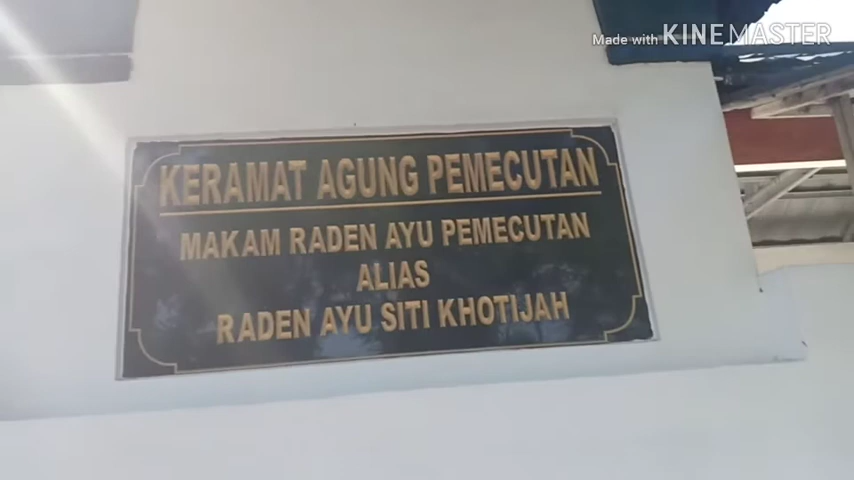 Made with KINEMASTER
KERAMAT AGUNG PEMECUTAN
MAKAM RADEN AYU PEMECUTAN
ALIAS
RADEN AYU SITI KHOTIJAH